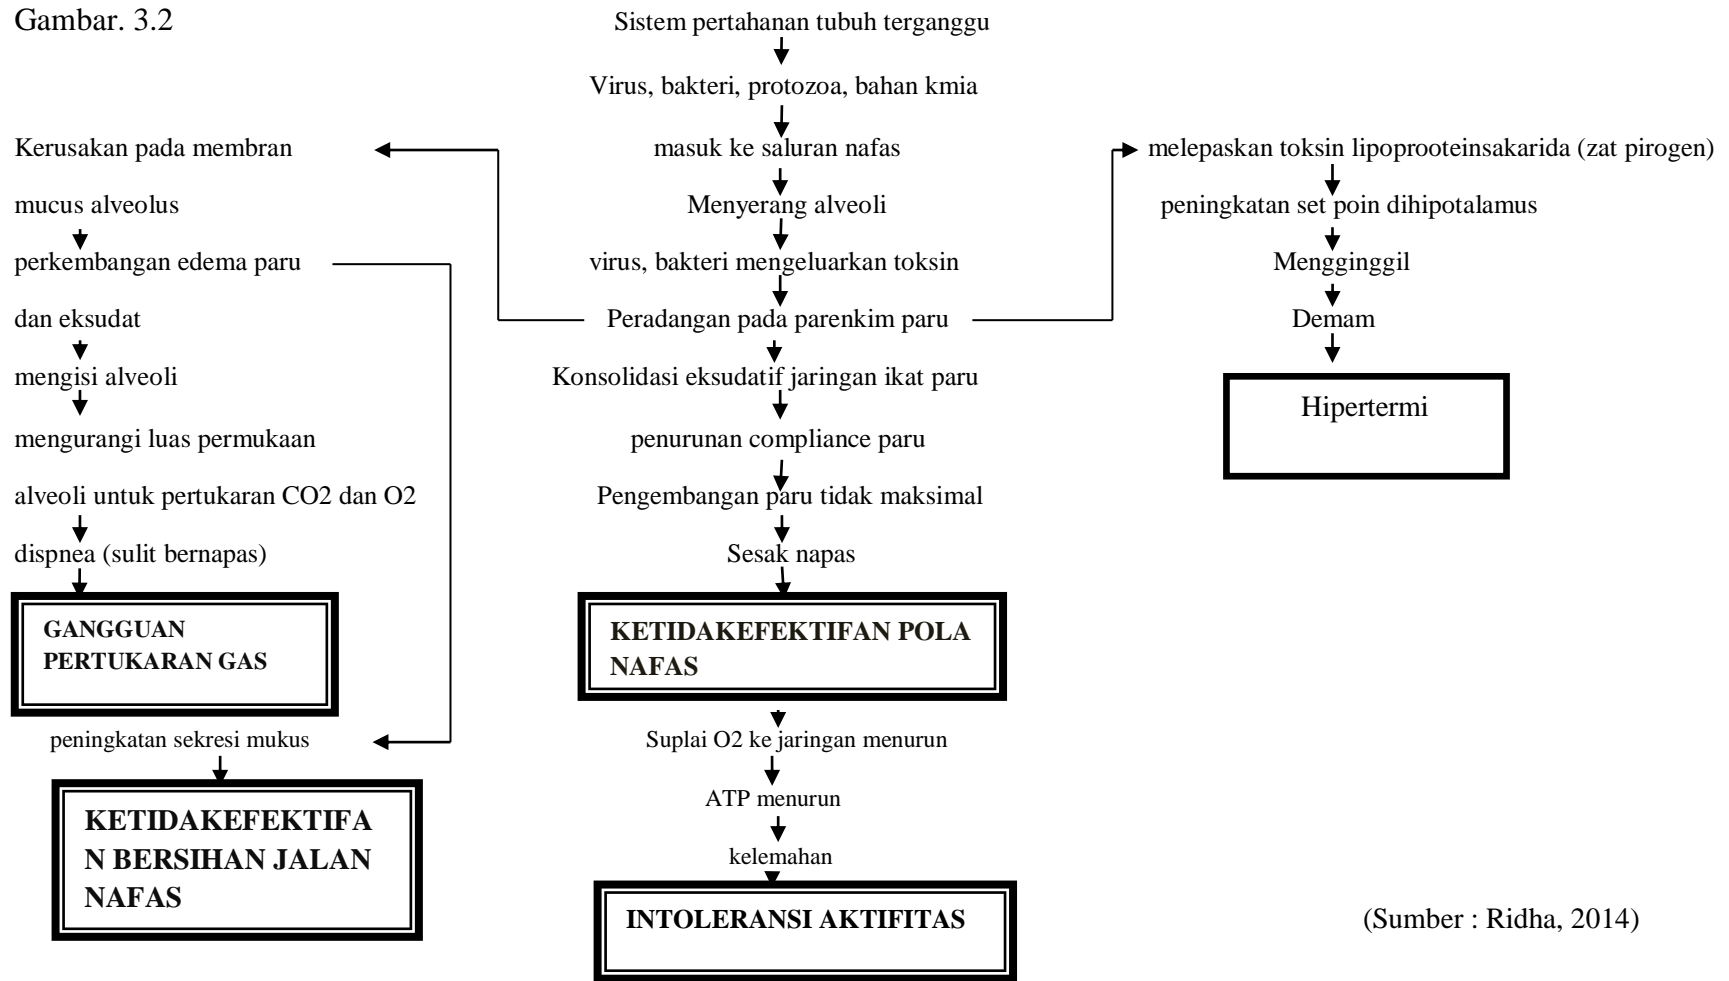 Gambar. 3.2
Sistem pertahanan tubuh terganggu
Virus, bakteri, protozoa, bahan kmia
masuk ke saluran nafas
Menyerang alveoli
virus, bakteri mengeluarkan toksin
Peradangan pada parenkim paru
Kerusakan pada membran
mucus alveolus
perkembangan edema paru
dan eksudat
mengisi alveoli
mengurangi luas permukaan
alveoli untuk pertukaran CO2 dan O2
dispnea (sulit bernapas)
GANGGUAN
PERTUKARAN GAS
peningkatan sekresi mukus
KETIDAKEFEKTIFA
N BERSIHAN JALAN
NAFAS
Konsolidasi eksudatif jaringan ikat paru
penurunan compliance paru
Pengembangan paru tidak maksimal
Sesak napas
KETIDAKEFEKTIFAN POLA
NAFAS
Suplai O2 ke jaringan menurun
ATP menurun
kelemahan
INTOLERANSI AKTIFITAS
melepaskan toksin lipoprooteinsakarida (zat pirogen)
peningkatan set poin dihipotalamus
Mengginggil
Demam
Hipertermi
(Sumber : Ridha, 2014)